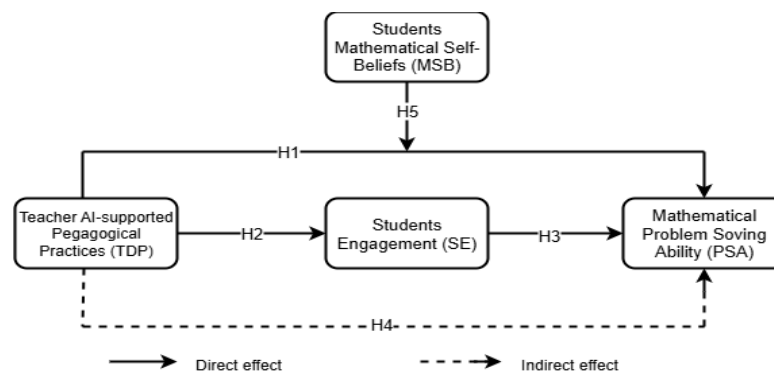 Students
Mathematical Self-
Beliefs (MSB)
H5
H1
Teacher AI-supported
Pegagogical
Practices (TDP)
H2
Students
Engagement (SE)
H3
Mathematical
Problem Soving
Ability (PSA)
H4
Direct effect
Indirect effect